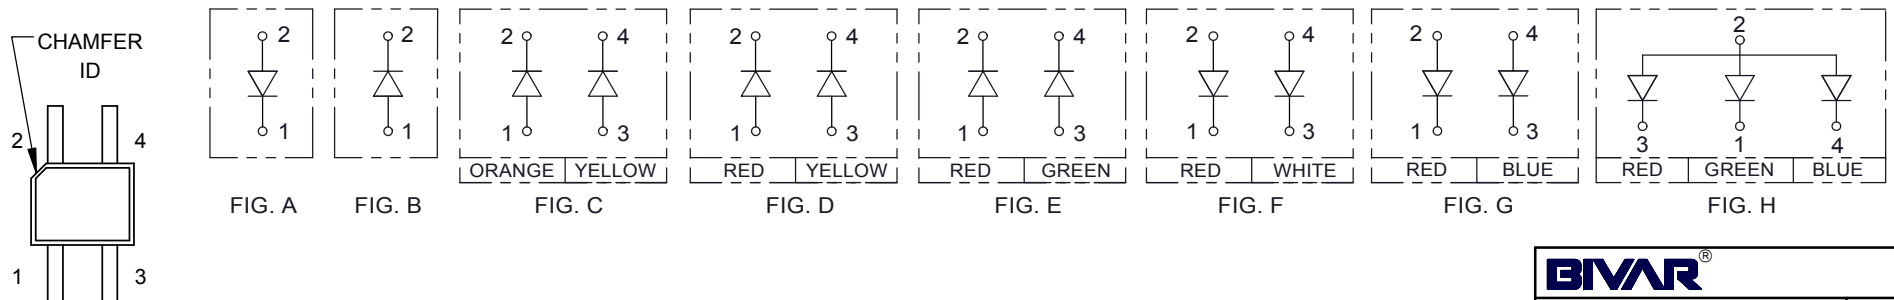 CHAMFER
ID
2 4
1 3
2
1
FIG. A
2
1
FIG. B
2 4
1 3
ORANGE YELLOW
FIG. C
2 4
1 3
RED YELLOW
FIG. D
2 4
1 3
RED GREEN
FIG. E
2 4
1 3
RED WHITE
FIG. F
2 4
1 3
RED BLUE
FIG. G
2
3 1 4
RED GREEN BLUE
FIG. H
BIVAR®